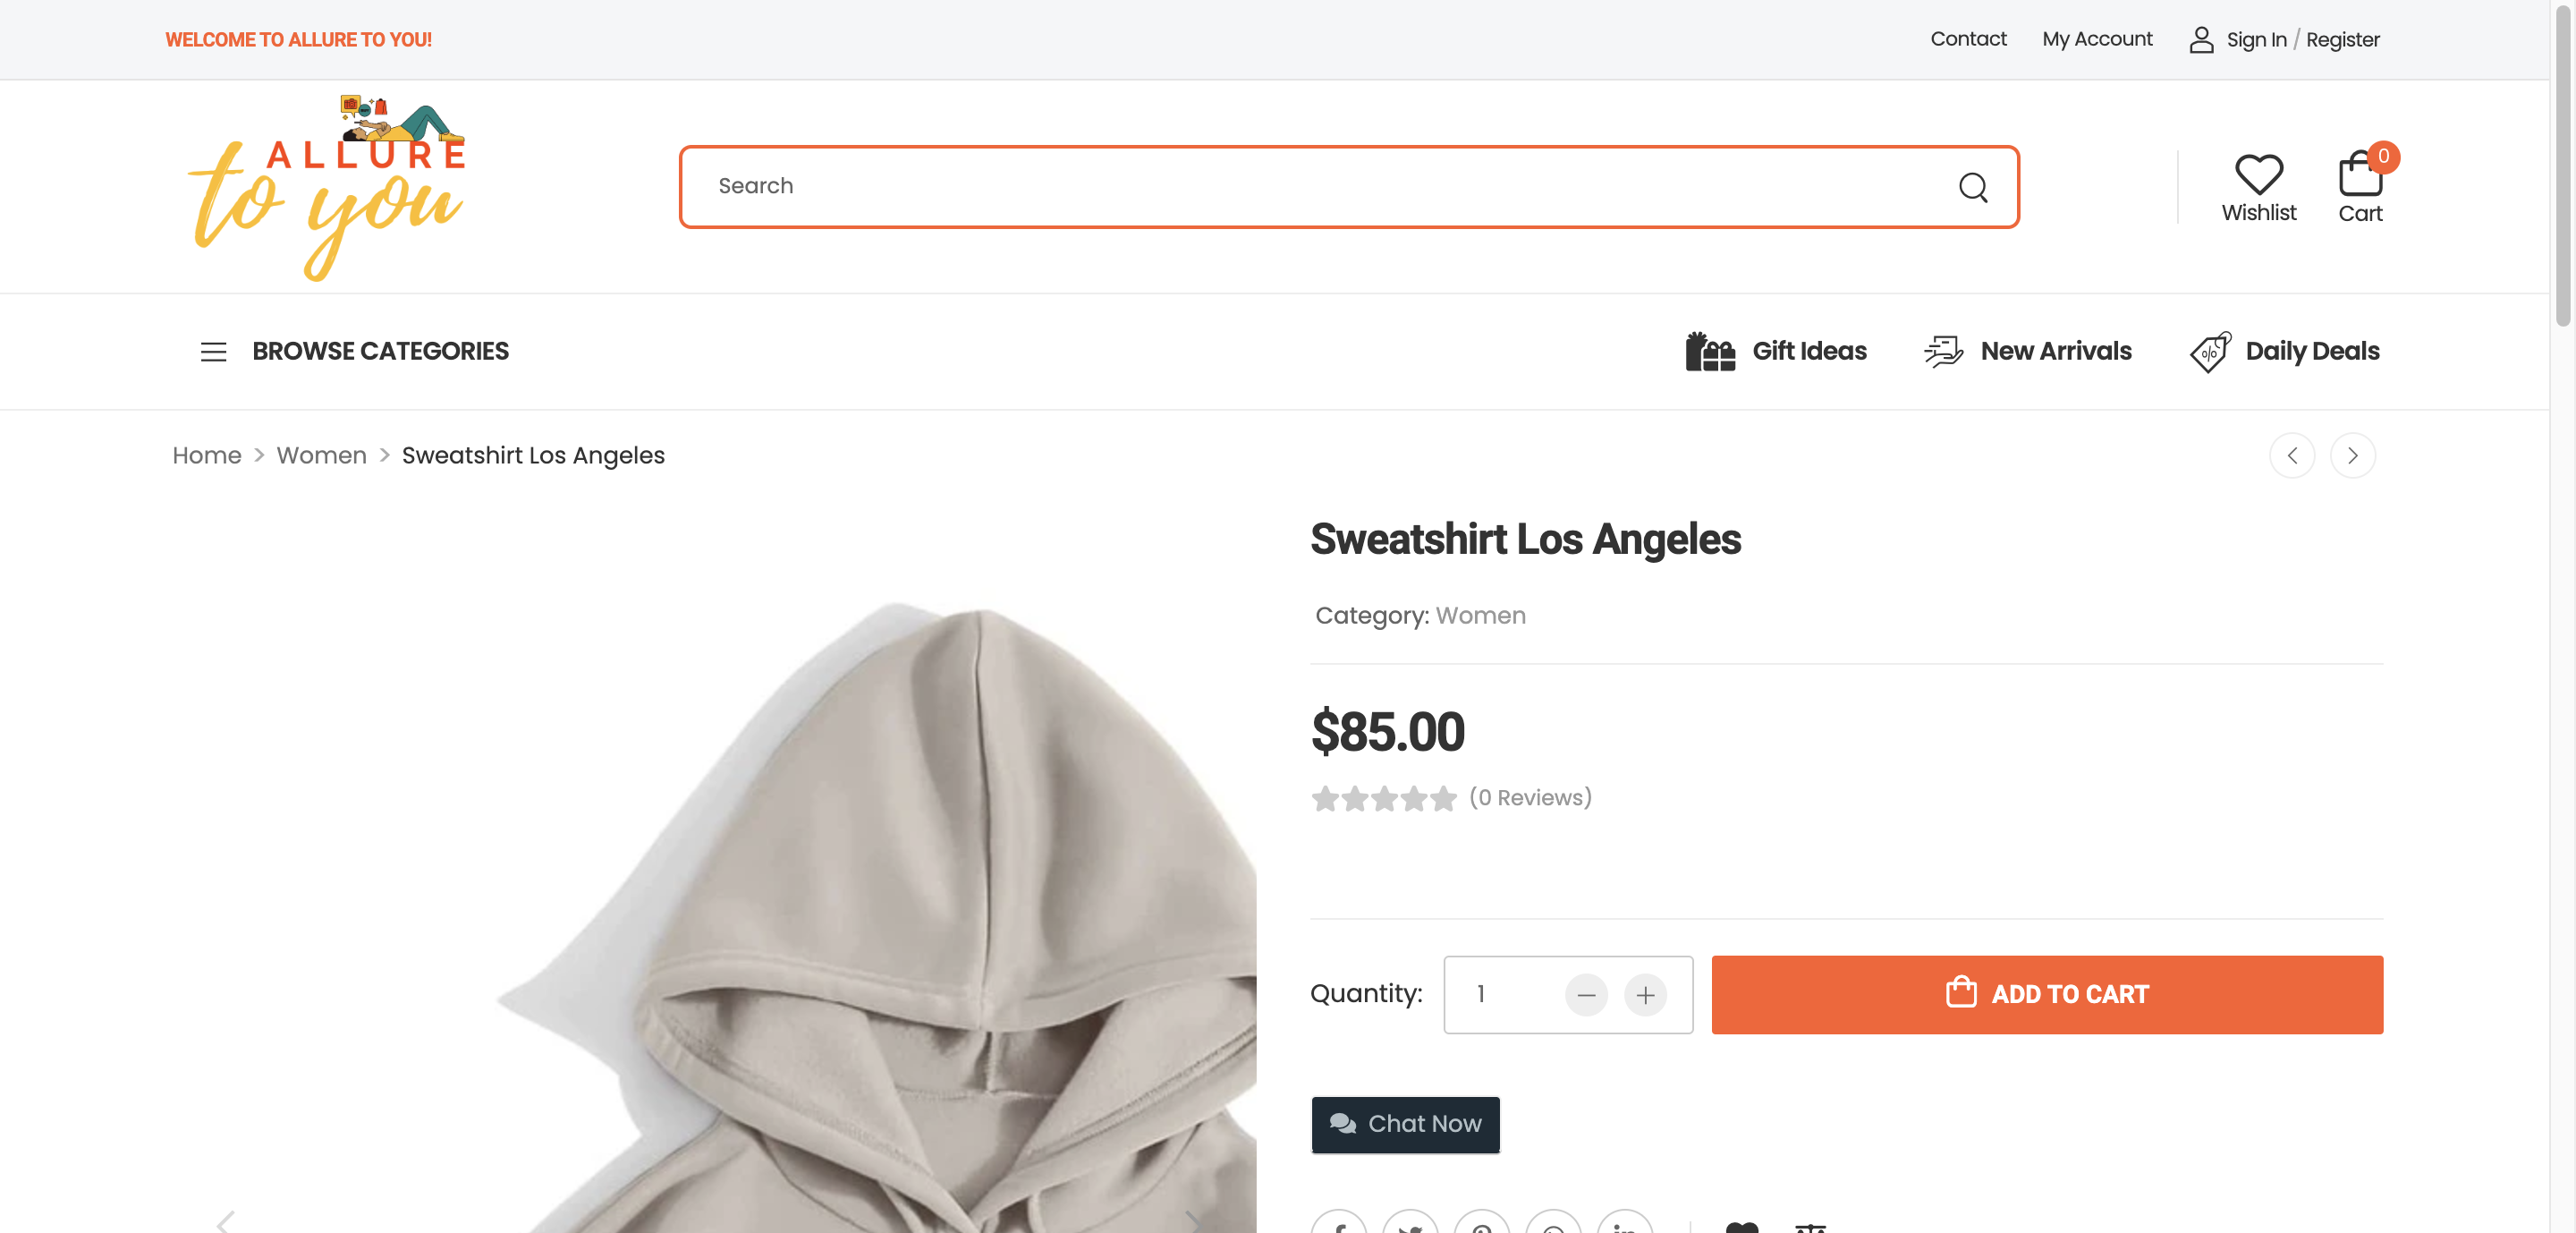 WELCOME TO ALLURE TO YOU!
Contact
My Account
Sign In / Register
ALLURE
to you
Search
Wishlist
0
Cart
BROWSE CATEGORIES
Gift Ideas
New Arrivals
Daily Deals
Home > Women > Sweatshirt Los Angeles
Sweatshirt Los Angeles
Category: Women
$85.00
(0 Reviews)
Quantity:
1
ADD TO CART
Chat Now